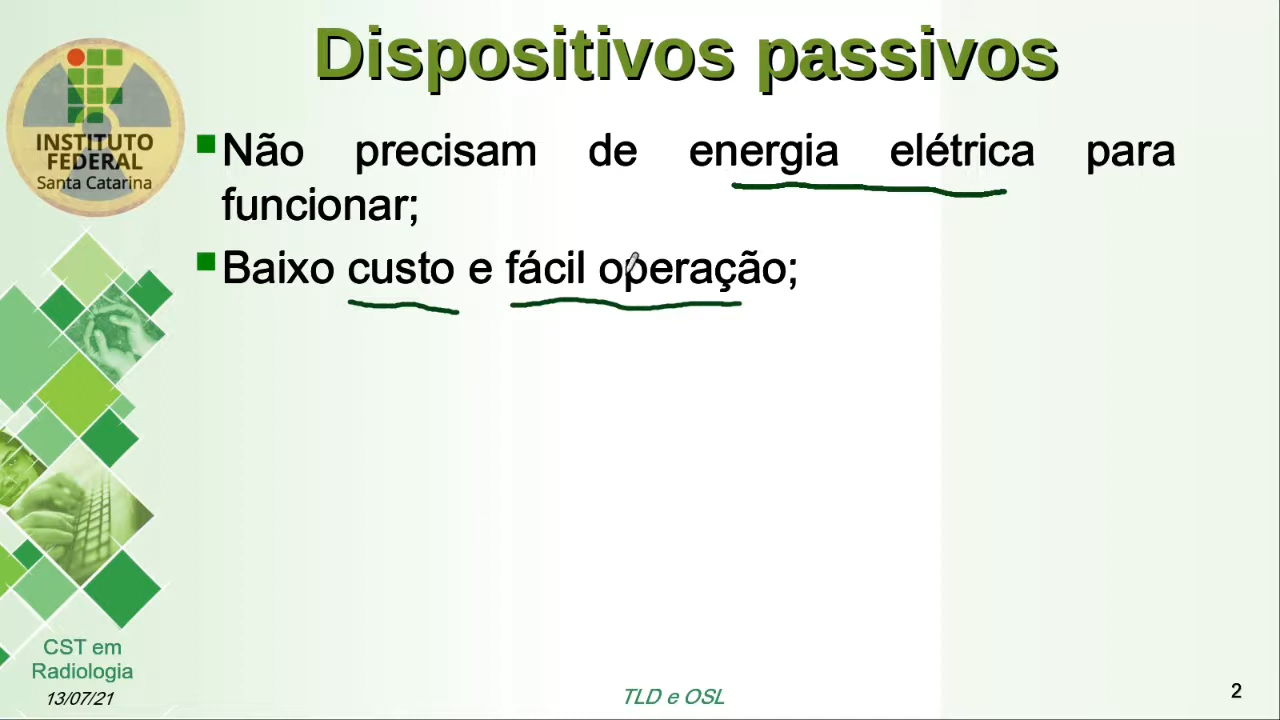 Dispositivos passivos
Não precisam de energia elétrica para
funcionar;
Baixo custo e fácil operação;
INSTITUTO
FEDERAL
Santa Catarina
CST em
Radiologia
13/07/21
TLD e OSL
2